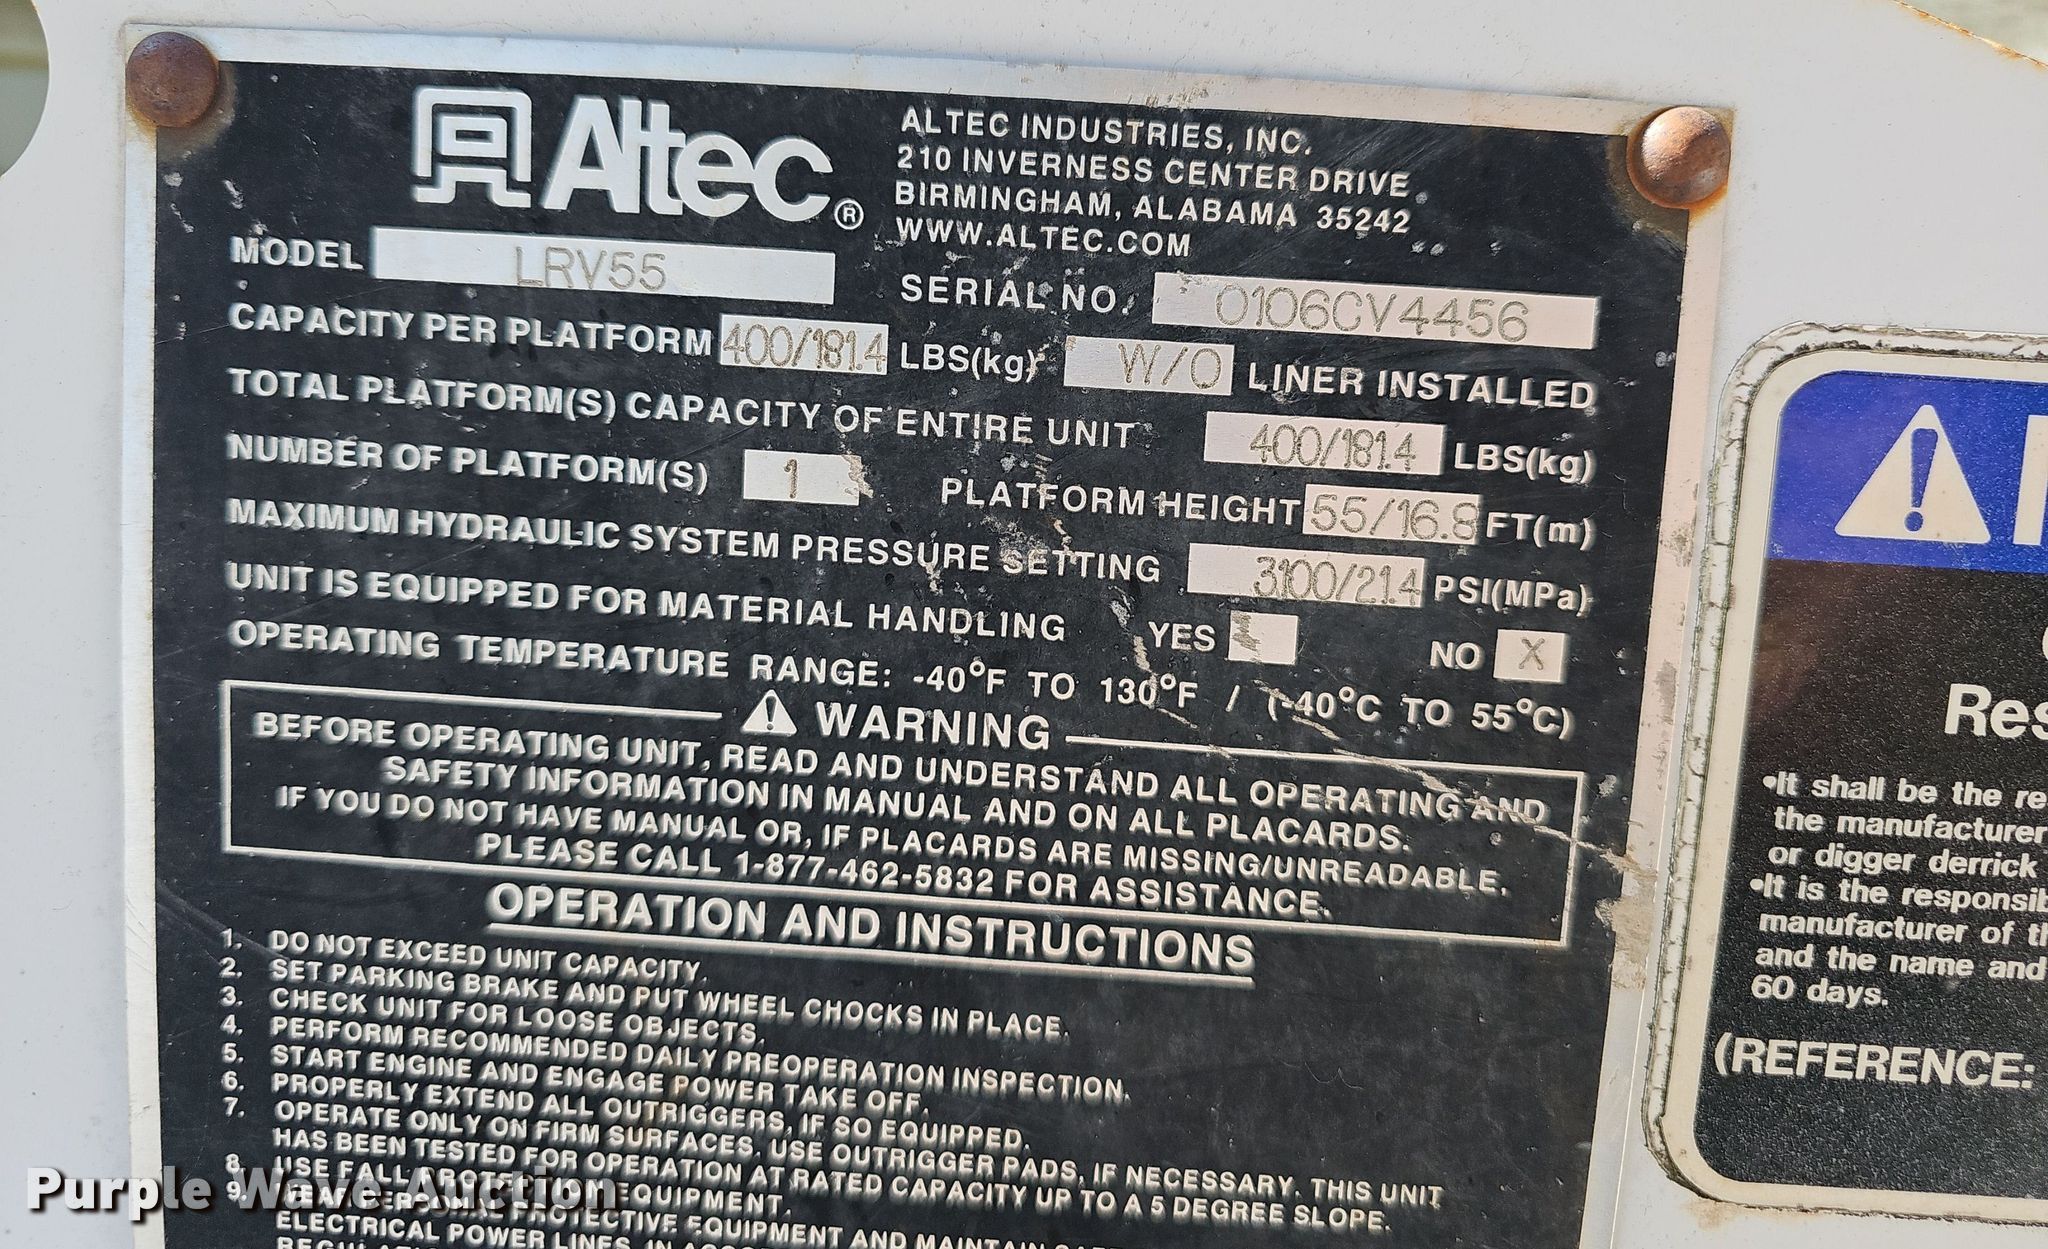 Altec®
ALTEC INDUSTRIES, INC.
210 INVERNESS CENTER DRIVE
BIRMINGHAM, ALABAMA 35242
WWW.ALTEC.COM
MODEL LRV55
SERIAL NO. 0106CV4456
CAPACITY PER PLATFORM 400/181.4 LBS(kg) W/O LINER INSTALLED
TOTAL PLATFORM(S) CAPACITY OF ENTIRE UNIT 400/181.4 LBS(kg)
NUMBER OF PLATFORM(S) 1 PLATFORM HEIGHT 55/16.8 FT(m)
MAXIMUM HYDRAULIC SYSTEM PRESSURE SETTING 3100/21.4 PSI(MPa)
UNIT IS EQUIPPED FOR MATERIAL HANDLING YES NO X
OPERATING TEMPERATURE RANGE: -40°F TO 130°F / (-40°C TO 55°C)
WARNING
BEFORE OPERATING UNIT, READ AND UNDERSTAND ALL OPERATING AND
SAFETY INFORMATION IN MANUAL AND ON ALL PLACARDS.
IF YOU DO NOT HAVE MANUAL OR, IF PLACARDS ARE MISSING/UNREADABLE,
PLEASE CALL 1-877-462-5832 FOR ASSISTANCE.
OPERATION AND INSTRUCTIONS
1. DO NOT EXCEED UNIT CAPACITY.
2. SET PARKING BRAKE AND PUT WHEEL CHOCKS IN PLACE.
3. CHECK UNIT FOR LOOSE OBJECTS.
4. PERFORM RECOMMENDED DAILY PREOPERATION INSPECTION.
5. START ENGINE AND ENGAGE POWER TAKE OFF.
6. PROPERLY EXTEND ALL OUTRIGGERS, IF SO EQUIPPED.
7. OPERATE ONLY ON FIRM SURFACES, USE OUTRIGGER PADS, IF NECESSARY. THIS UNIT
HAS BEEN TESTED FOR OPERATION AT RATED CAPACITY UP TO A 5 DEGREE SLOPE.
8. USE FALL PROTECTION EQUIPMENT.
9. WEAR PERSONAL PROTECTIVE EQUIPMENT AND MAINTAIN
ELECTRICAL POWER LINES, IN
Res
•It shall be the re
the manufacturer
or digger derrick
•It is the responsib
manufacturer of th
and the name and
60 days.
(REFERENCE:
Purple Wave Auction